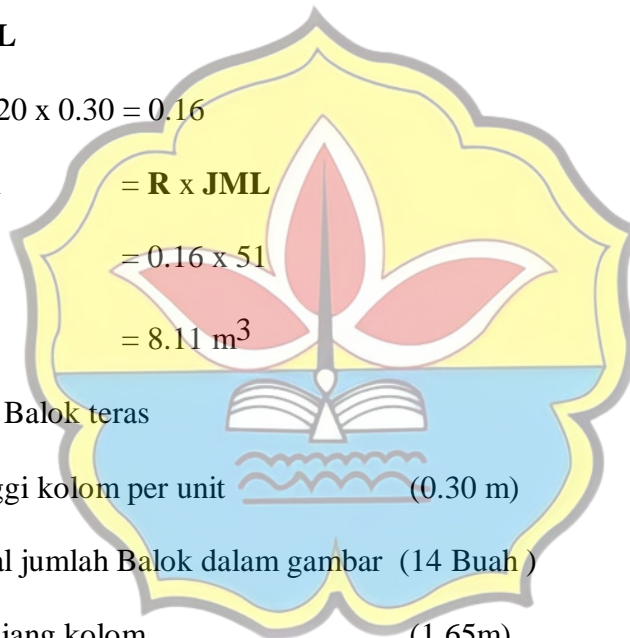 L
20 x 0.30 = 0.16
= R x JML
= 0.16 x 51
= 8.11 m³
Balok teras
ggi kolom per unit (0.30 m)
al jumlah Balok dalam gambar (14 Buah )
jang kolom (1.65m)